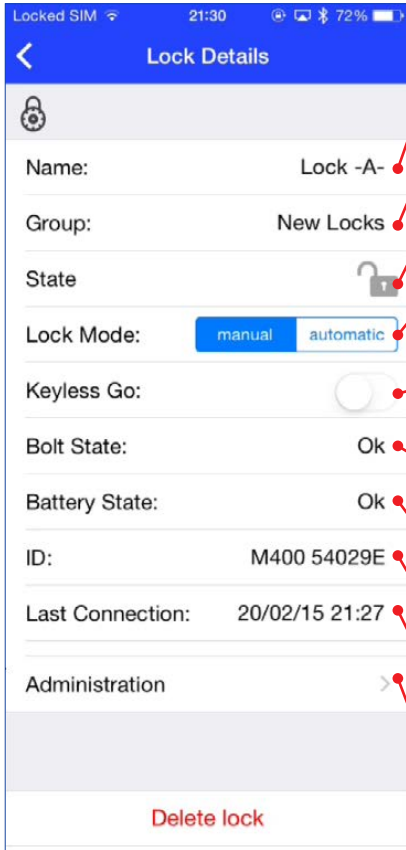 Locked SIM 21:30 72%
Lock Details
Name: Lock -A-
Group: New Locks
State
Lock Mode: manual automatic
Keyless Go:
Bolt State: Ok
Battery State: Ok
ID: M400 54029E
Last Connection: 20/02/15 21:27
Administration
Delete lock